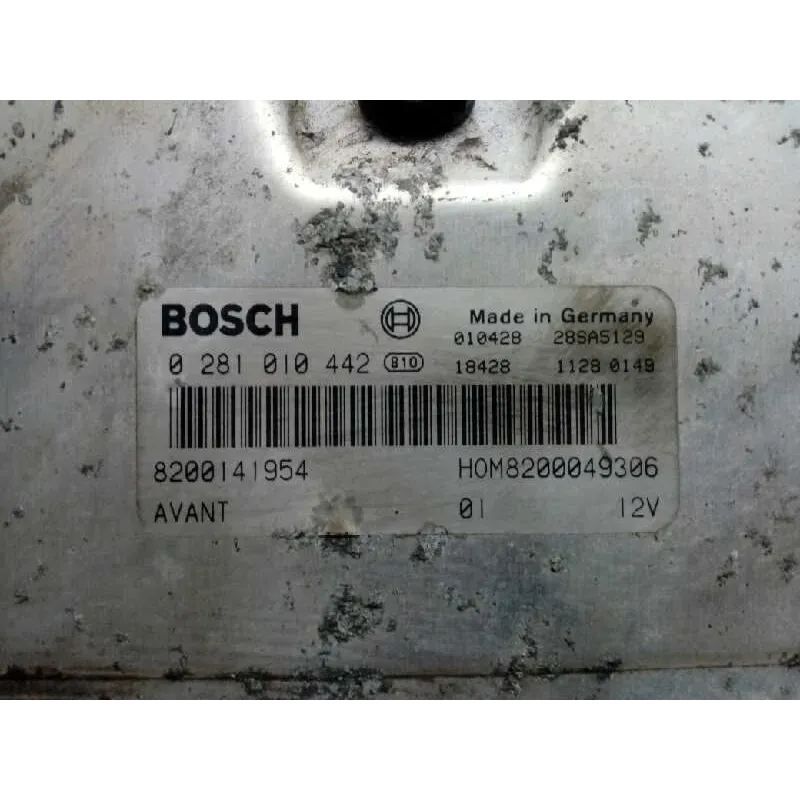 BOSCH Made in Germany
010428 28SA5129
0 281 010 442 B10 18428 1128 0149
8200141954 HOM8200049306
AVANT 01 12V